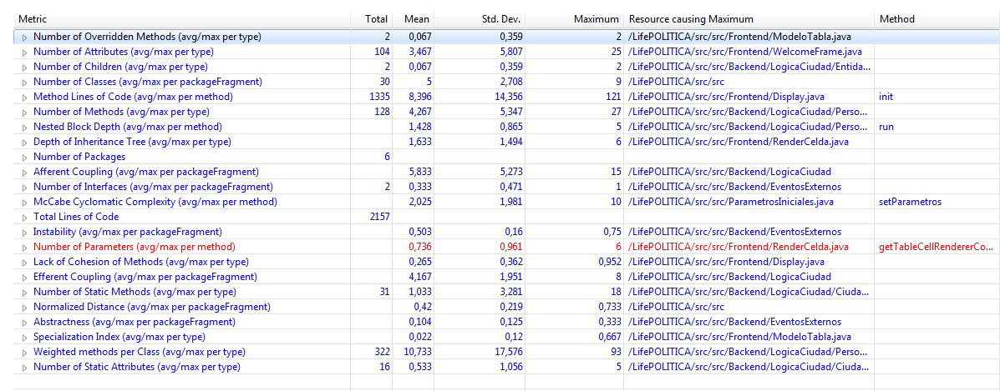 Metric Total Mean Std. Dev. Maximum Resource causing Maximum Method
Number of Overridden Methods (avg/max per type) 2 0,067 0,359 2 /LifePOLITICA/src/src/Frontend/ModeloTabla.java
Number of Attributes (avg/max per type) 104 3,467 5,807 25 /LifePOLITICA/src/src/Frontend/WelcomeFrame.java
Number of Children (avg/max per type) 2 0,067 0,359 2 /LifePOLITICA/src/src/Backend/LogicaCiudad/Entida...
Number of Classes (avg/max per packageFragment) 30 5 2,708 9 /LifePOLITICA/src/src
Method Lines of Code (avg/max per method) 1335 8,396 14,356 121 /LifePOLITICA/src/src/Frontend/Display.java init
Number of Methods (avg/max per type) 128 4,267 5,347 27 /LifePOLITICA/src/src/Backend/LogicaCiudad/Perso...
Nested Block Depth (avg/max per method) 1,428 0,865 5 /LifePOLITICA/src/src/Backend/LogicaCiudad/Perso... run
Depth of Inheritance Tree (avg/max per type) 1,633 1,494 6 /LifePOLITICA/src/src/Frontend/RenderCelda.java
Number of Packages 6
Afferent Coupling (avg/max per packageFragment) 5,833 5,273 15 /LifePOLITICA/src/src/Backend/LogicaCiudad
Number of Interfaces (avg/max per packageFragment) 2 0,333 0,471 1 /LifePOLITICA/src/src/Backend/EventosExternos
McCabe Cyclomatic Complexity (avg/max per method) 2,025 1,981 10 /LifePOLITICA/src/src/ParametrosIniciales.java setParametros
Total Lines of Code 2157
Instability (avg/max per packageFragment) 0,503 0,16 0,75 /LifePOLITICA/src/src/Backend/EventosExternos
Number of Parameters (avg/max per method) 0,736 0,961 6 /LifePOLITICA/src/src/Frontend/RenderCelda.java getTableCellRendererCo...
Lack of Cohesion of Methods (avg/max per type) 0,265 0,362 0,952 /LifePOLITICA/src/src/Frontend/Display.java
Efferent Coupling (avg/max per packageFragment) 4,167 1,951 8 /LifePOLITICA/src/src/Backend/LogicaCiudad
Number of Static Methods (avg/max per type) 31 1,033 3,281 18 /LifePOLITICA/src/src/Backend/LogicaCiudad/Ciuda...
Normalized Distance (avg/max per packageFragment) 0,42 0,219 0,733 /LifePOLITICA/src/src
Abstractness (avg/max per packageFragment) 0,104 0,125 0,333 /LifePOLITICA/src/src/Backend/EventosExternos
Specialization Index (avg/max per type) 0,022 0,12 0,667 /LifePOLITICA/src/src/Frontend/ModeloTabla.java
Weighted methods per Class (avg/max per type) 322 10,733 17,576 93 /LifePOLITICA/src/src/Backend/LogicaCiudad/Perso...
Number of Static Attributes (avg/max per type) 16 0,533 1,056 5 /LifePOLITICA/src/src/Backend/LogicaCiudad/Ciuda...